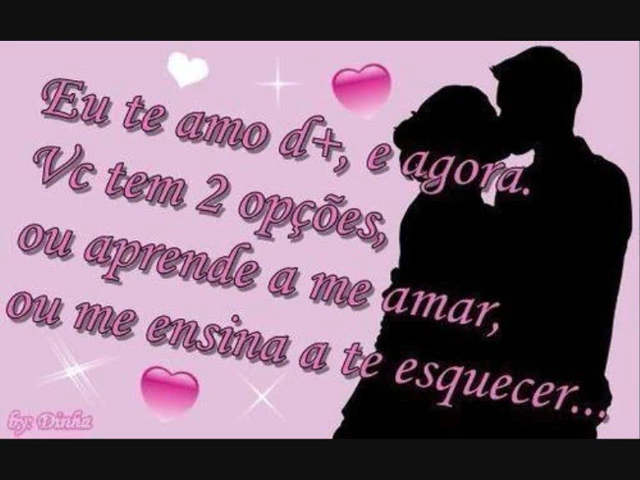 Eu te amo d+, e agora.
Vc tem 2 opções,
ou aprende a me amar,
ou me ensina a te esquecer...
by: Dinha